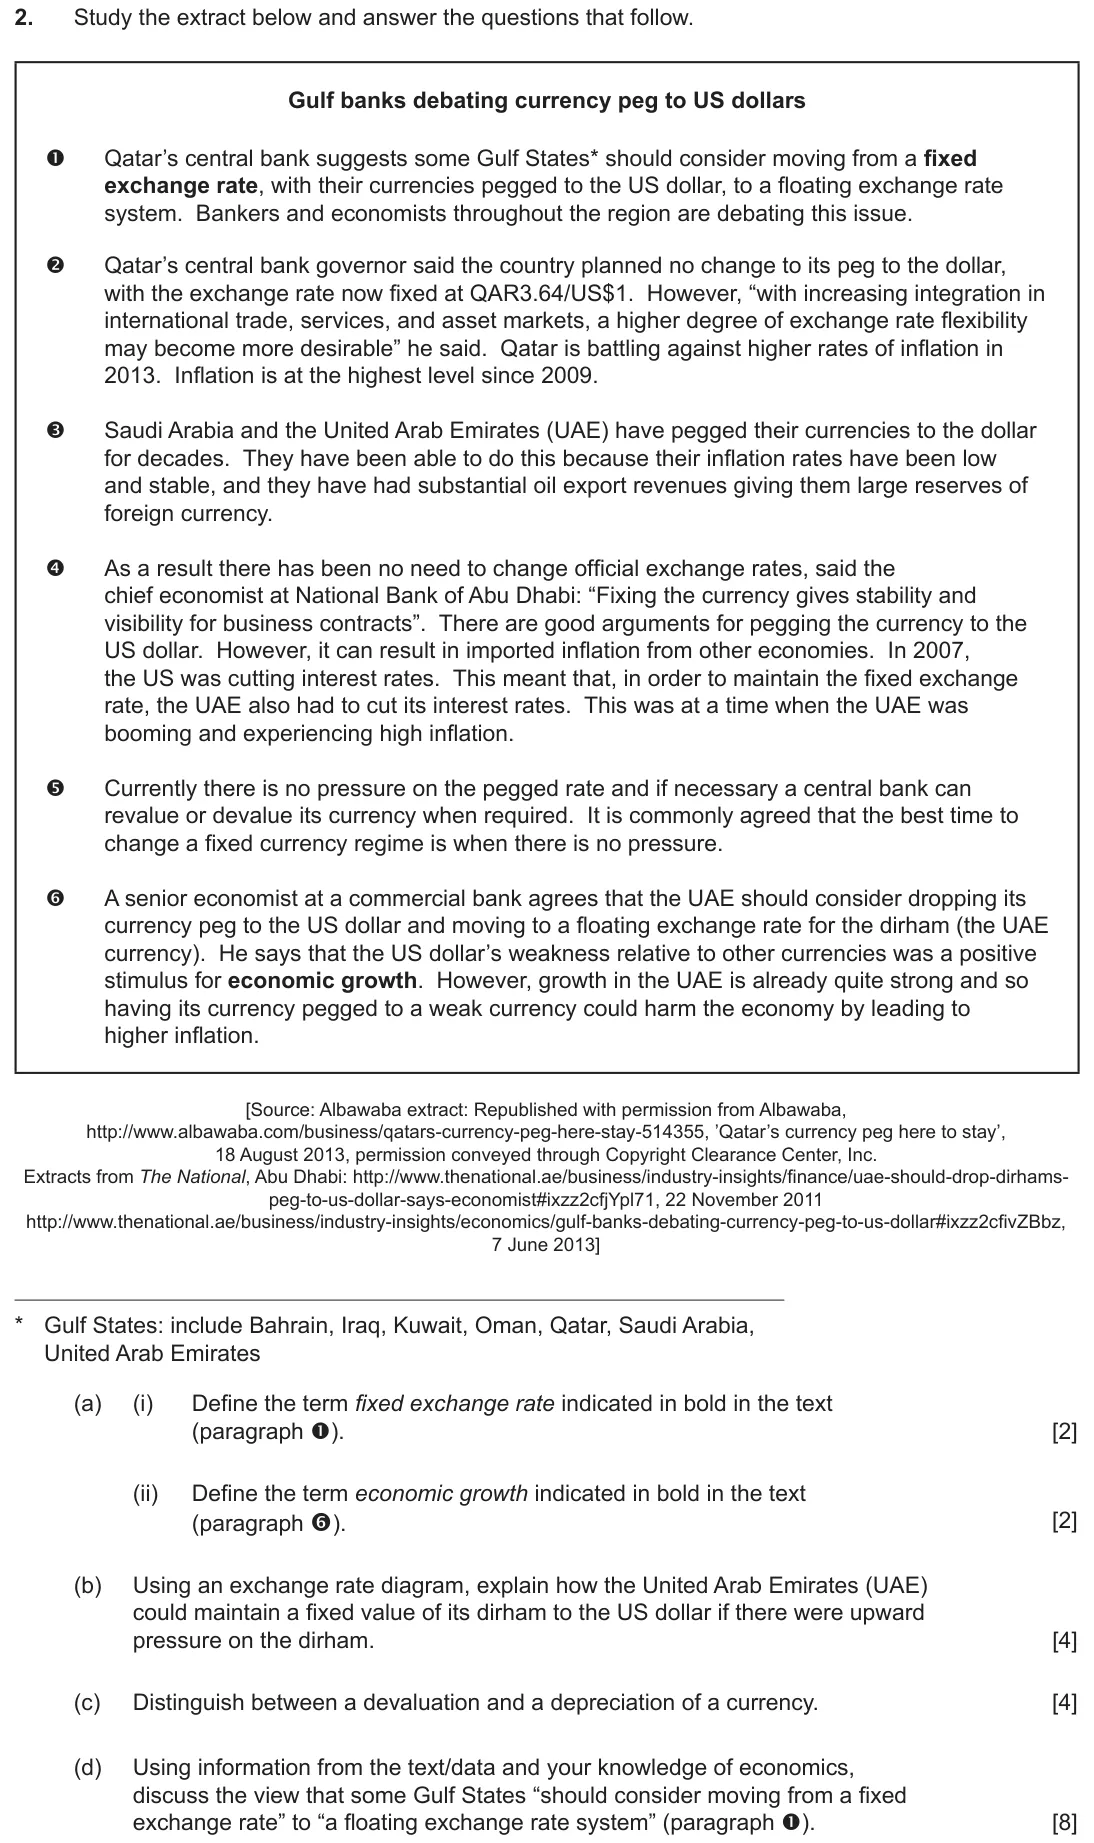 2. Study the extract below and answer the questions that follow.
Gulf banks debating currency peg to US dollars
❶ Qatar’s central bank suggests some Gulf States* should consider moving from a fixed
exchange rate, with their currencies pegged to the US dollar, to a floating exchange rate
system. Bankers and economists throughout the region are debating this issue.
❷ Qatar’s central bank governor said the country planned no change to its peg to the dollar,
with the exchange rate now fixed at QAR3.64/US$1. However, “with increasing integration in
international trade, services, and asset markets, a higher degree of exchange rate flexibility
may become more desirable” he said. Qatar is battling against higher rates of inflation in
2013. Inflation is at the highest level since 2009.
❸ Saudi Arabia and the United Arab Emirates (UAE) have pegged their currencies to the dollar
for decades. They have been able to do this because their inflation rates have been low
and stable, and they have had substantial oil export revenues giving them large reserves of
foreign currency.
❹ As a result there has been no need to change official exchange rates, said the
chief economist at National Bank of Abu Dhabi: “Fixing the currency gives stability and
visibility for business contracts”. There are good arguments for pegging the currency to the
US dollar. However, it can result in imported inflation from other economies. In 2007,
the US was cutting interest rates. This meant that, in order to maintain the fixed exchange
rate, the UAE also had to cut its interest rates. This was at a time when the UAE was
booming and experiencing high inflation.
❺ Currently there is no pressure on the pegged rate and if necessary a central bank can
revalue or devalue its currency when required. It is commonly agreed that the best time to
change a fixed currency regime is when there is no pressure.
❻ A senior economist at a commercial bank agrees that the UAE should consider dropping its
currency peg to the US dollar and moving to a floating exchange rate for the dirham (the UAE
currency). He says that the US dollar’s weakness relative to other currencies was a positive
stimulus for economic growth. However, growth in the UAE is already quite strong and so
having its currency pegged to a weak currency could harm the economy by leading to
higher inflation.
[Source: Albawaba extract: Republished with permission from Albawaba,
http://www.albawaba.com/business/qatars-currency-peg-here-stay-514355, ’Qatar’s currency peg here to stay’,
18 August 2013, permission conveyed through Copyright Clearance Center, Inc.
Extracts from The National, Abu Dhabi: http://www.thenational.ae/business/industry-insights/finance/uae-should-drop-dirhams-
peg-to-us-dollar-says-economist#ixzz2cfjYpl71, 22 November 2011
http://www.thenational.ae/business/industry-insights/economics/gulf-banks-debating-currency-peg-to-us-dollar#ixzz2cfivZBbz,
7 June 2013]
* Gulf States: include Bahrain, Iraq, Kuwait, Oman, Qatar, Saudi Arabia,
United Arab Emirates
(a) (i) Define the term fixed exchange rate indicated in bold in the text
(paragraph ❶). [2]
(ii) Define the term economic growth indicated in bold in the text
(paragraph ❻). [2]
(b) Using an exchange rate diagram, explain how the United Arab Emirates (UAE)
could maintain a fixed value of its dirham to the US dollar if there were upward
pressure on the dirham. [4]
(c) Distinguish between a devaluation and a depreciation of a currency. [4]
(d) Using information from the text/data and your knowledge of economics,
discuss the view that some Gulf States “should consider moving from a fixed
exchange rate” to “a floating exchange rate system” (paragraph ❶). [8]